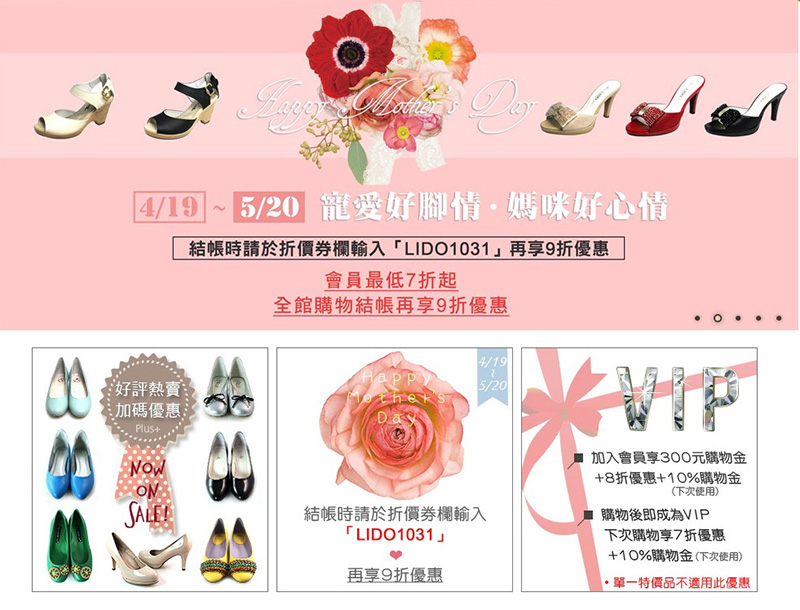 Happy Mother's Day
4/19 ~ 5/20 寵愛好腳情·媽咪好心情
結帳時請於折價券欄輸入「LIDO1031」再享9折優惠
會員最低7折起
全館購物結帳再享9折優惠
好評熱賣
加碼優惠
Plus+
NOW
ON
SALE!
4/19
~
5/20
Happy
Mothers
Day
結帳時請於折價券欄輸入
「LIDO1031」
再享9折優惠
VIP
加入會員享300元購物金
+8折優惠+10%購物金
(下次使用)
購物後即成為VIP
下次購物享7折優惠
+10%購物金(下次使用)
•單一特價品不適用此優惠